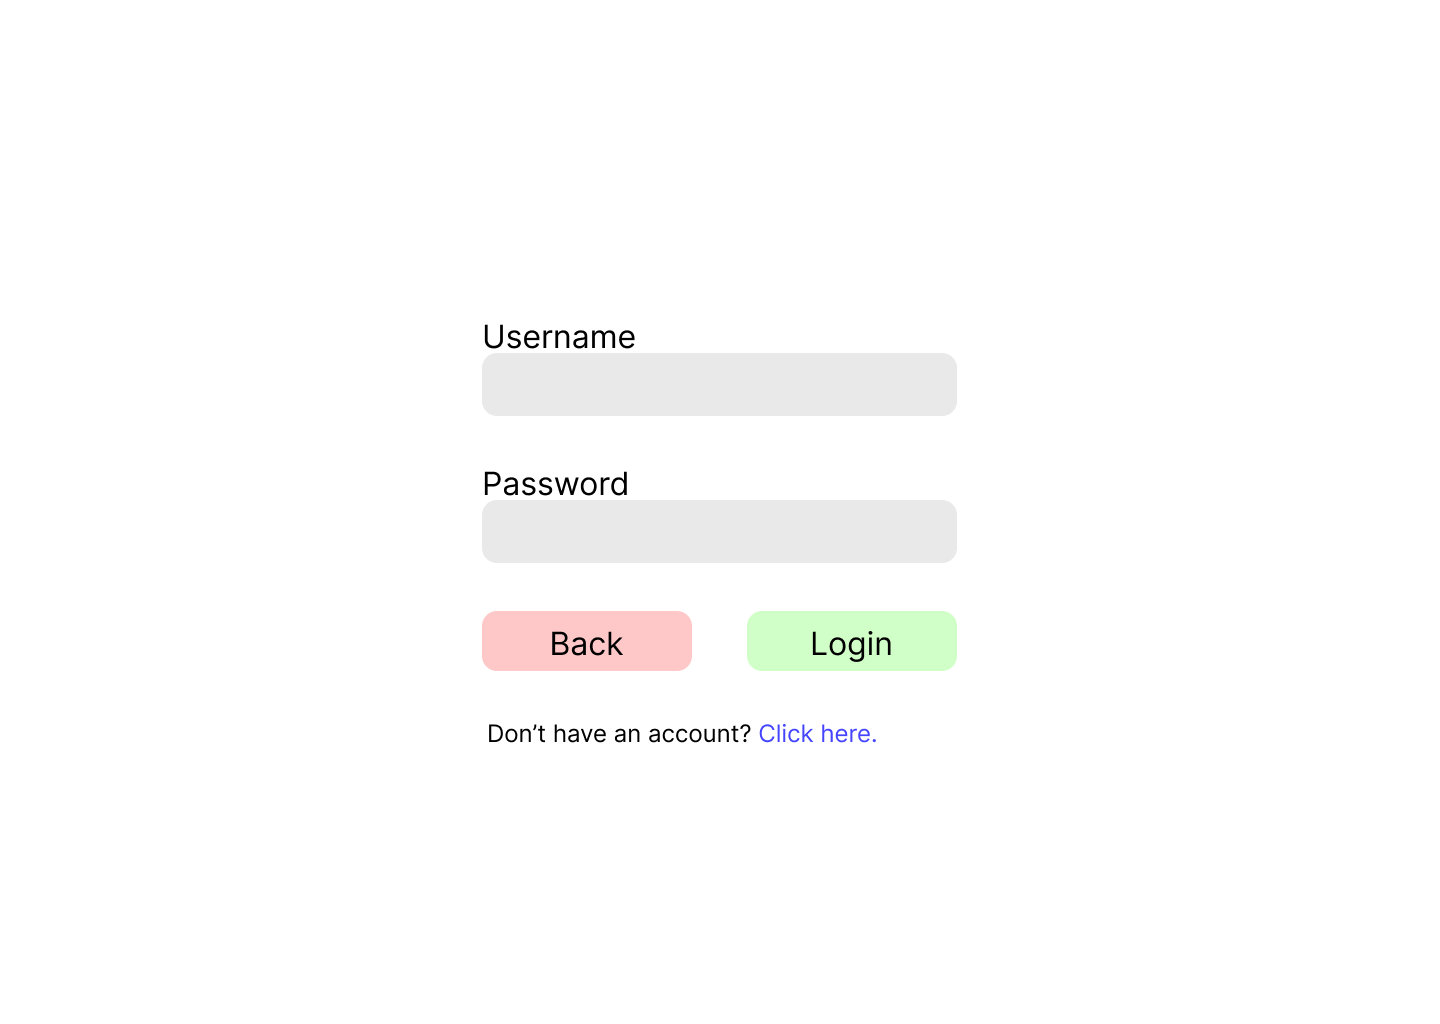 Username
Password
Back
Login
Don’t have an account? Click here.